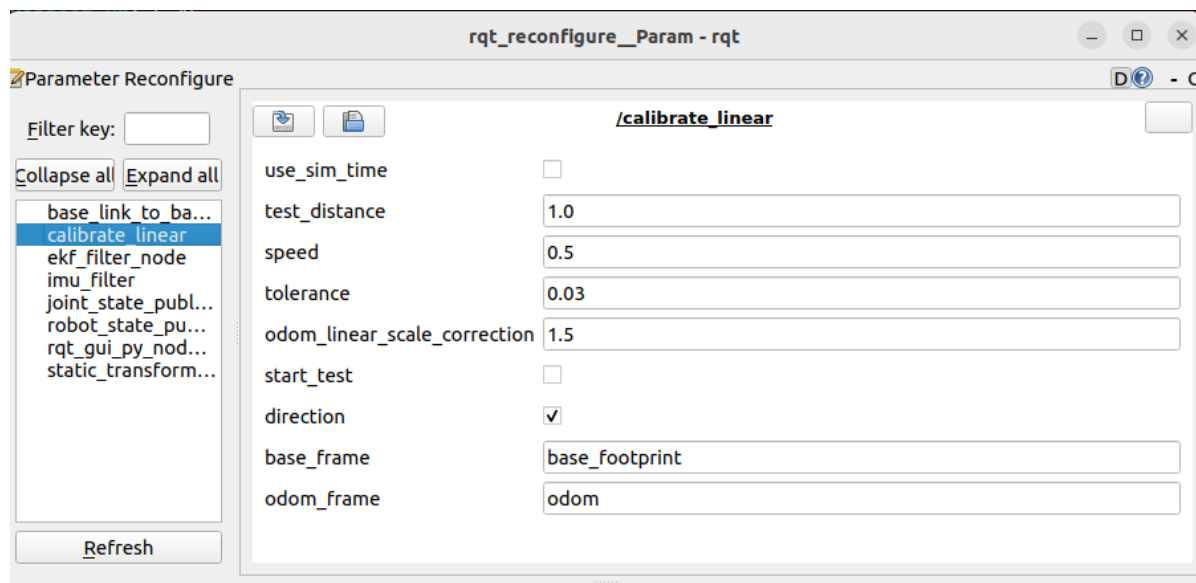 rqt_reconfigure__Param - rqt
Parameter Reconfigure
D
- C
Filter key:
Collapse all Expand all
base_link_to_ba...
calibrate_linear
ekf_filter_node
imu_filter
joint_state_publ...
robot_state_pu...
rqt_gui_py_nod...
static_transform...
Refresh
/calibrate_linear
use_sim_time
test_distance 1.0
speed 0.5
tolerance 0.03
odom_linear_scale_correction 1.5
start_test
direction
base_frame base_footprint
odom_frame odom